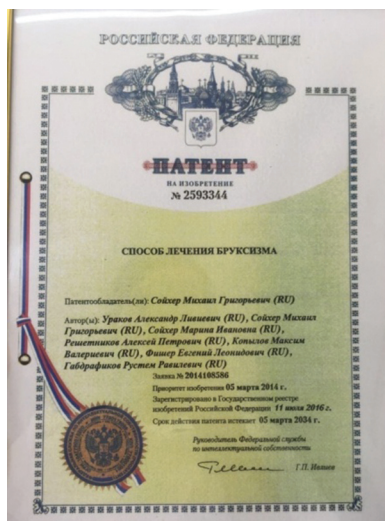 РОССИЙСКАЯ ФЕДЕРАЦИЯ
ПАТЕНТ
НА ИЗОБРЕТЕНИЕ
№ 2593344
СПОСОБ ЛЕЧЕНИЯ БРУКСИЗМА
Патентообладатель(ли): Сойхер Михаил Григорьевич (RU)
Автор(ы): Ураков Александр Ливиевич (RU), Сойхер Михаил
Григорьевич (RU), Сойхер Марина Ивановна (RU),
Решетников Алексей Петрович (RU), Копылов Максим
Валериевич (RU), Фишер Евгений Леонидович (RU),
Габдрафиков Рустем Равилевич (RU)
Заявка № 2014108586
Приоритет изобретения 05 марта 2014 г.
Зарегистрировано в Государственном реестре
изобретений Российской Федерации 11 июля 2016 г.
Срок действия патента истекает 05 марта 2034 г.
Руководитель Федеральной службы
по интеллектуальной собственности
Г.П. Ивлиев